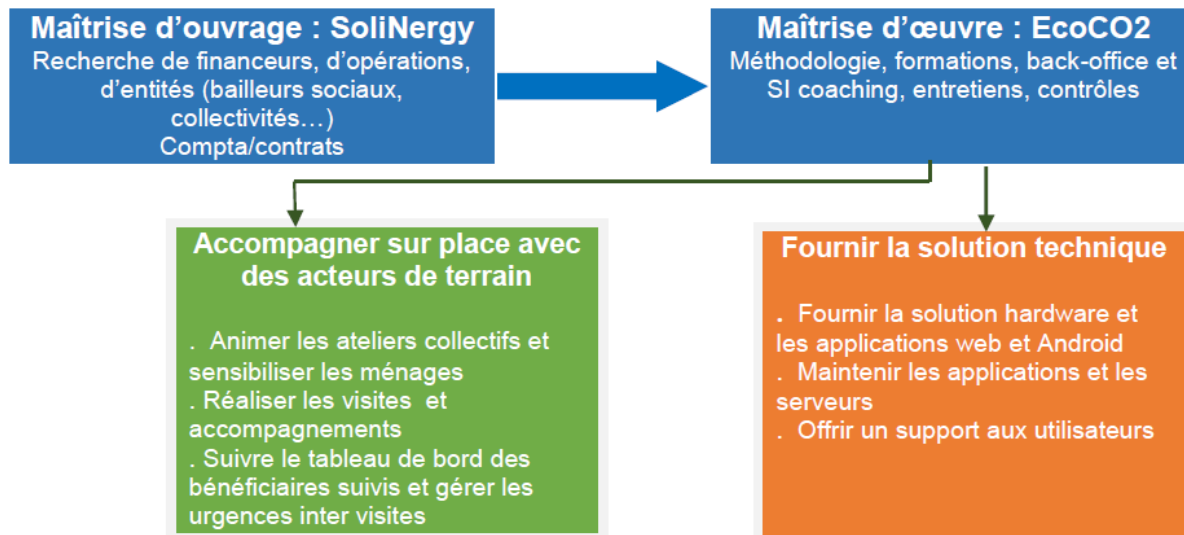 Maîtrise d'ouvrage : SoliNergy
Recherche de financeurs, d'opérations,
d'entités (bailleurs sociaux,
collectivités…)
Compta/contrats
Maîtrise d'œuvre : EcoCO2
Méthodologie, formations, back-office et
SI coaching, entretiens, contrôles
Accompagner sur place avec
des acteurs de terrain
. Animer les ateliers collectifs et
sensibiliser les ménages
. Réaliser les visites et
accompagnements
. Suivre le tableau de bord des
bénéficiaires suivis et gérer les
urgences inter visites
Fournir la solution technique
. Fournir la solution hardware et
les applications web et Android
. Maintenir les applications et les
serveurs
. Offrir un support aux utilisateurs